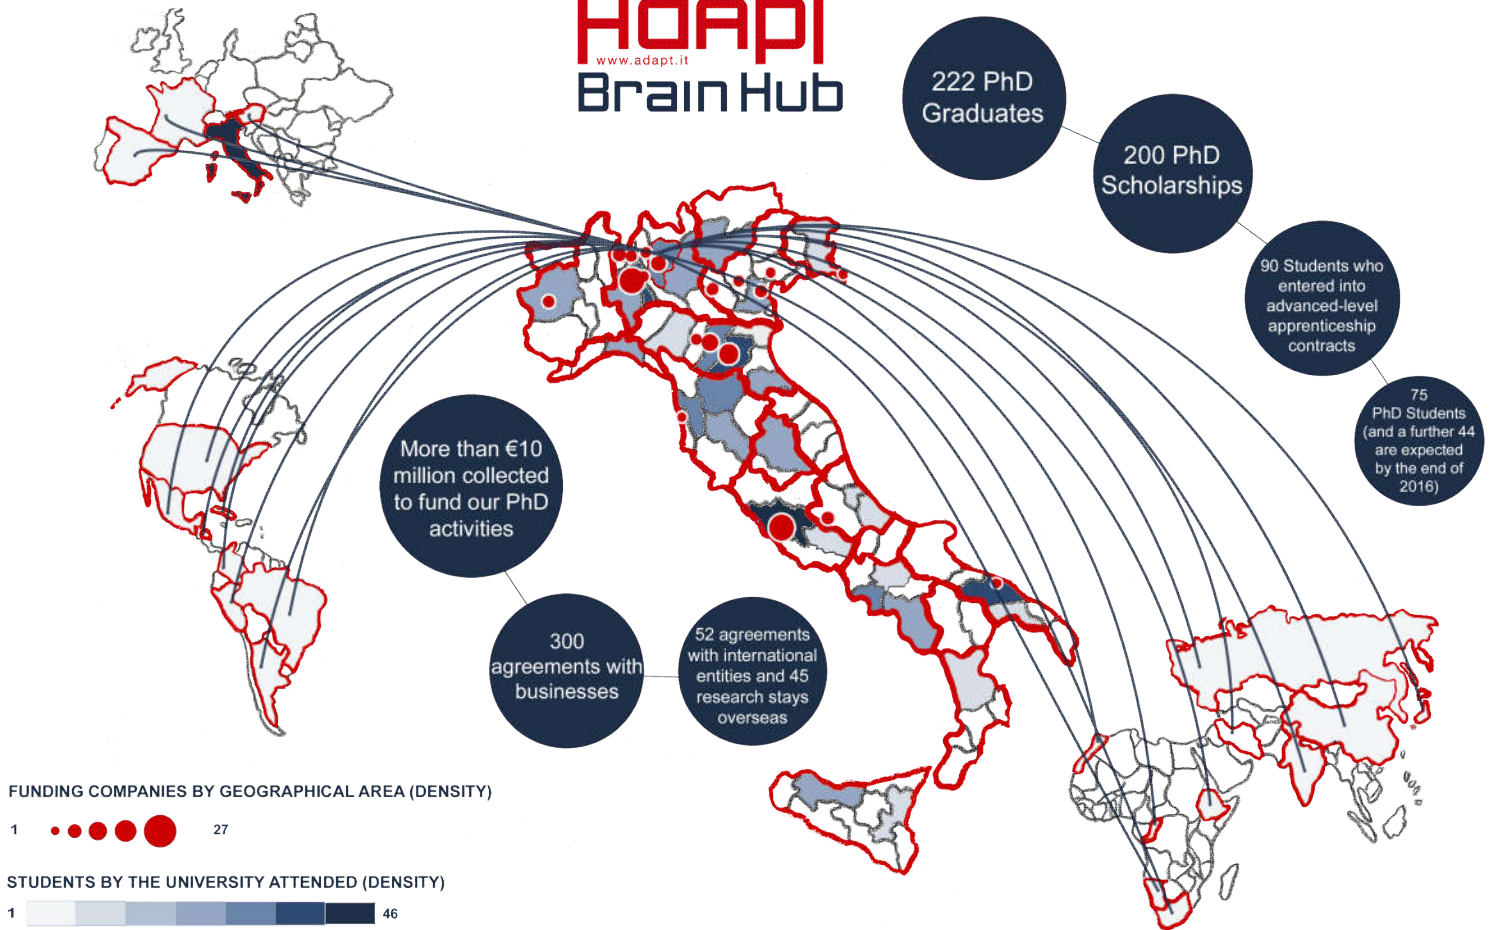 Adapt
www.adapt.it
Brain Hub
222 PhD
Graduates
200 PhD
Scholarships
90 Students who
entered into
advanced-level
apprenticeship
contracts
75
PhD Students
(and a further 44
are expected
by the end of
2016)
More than €10
million collected
to fund our PhD
activities
300
agreements with
businesses
52 agreements
with international
entities and 45
research stays
overseas
FUNDING COMPANIES BY GEOGRAPHICAL AREA (DENSITY)
1 27
STUDENTS BY THE UNIVERSITY ATTENDED (DENSITY)
1 46